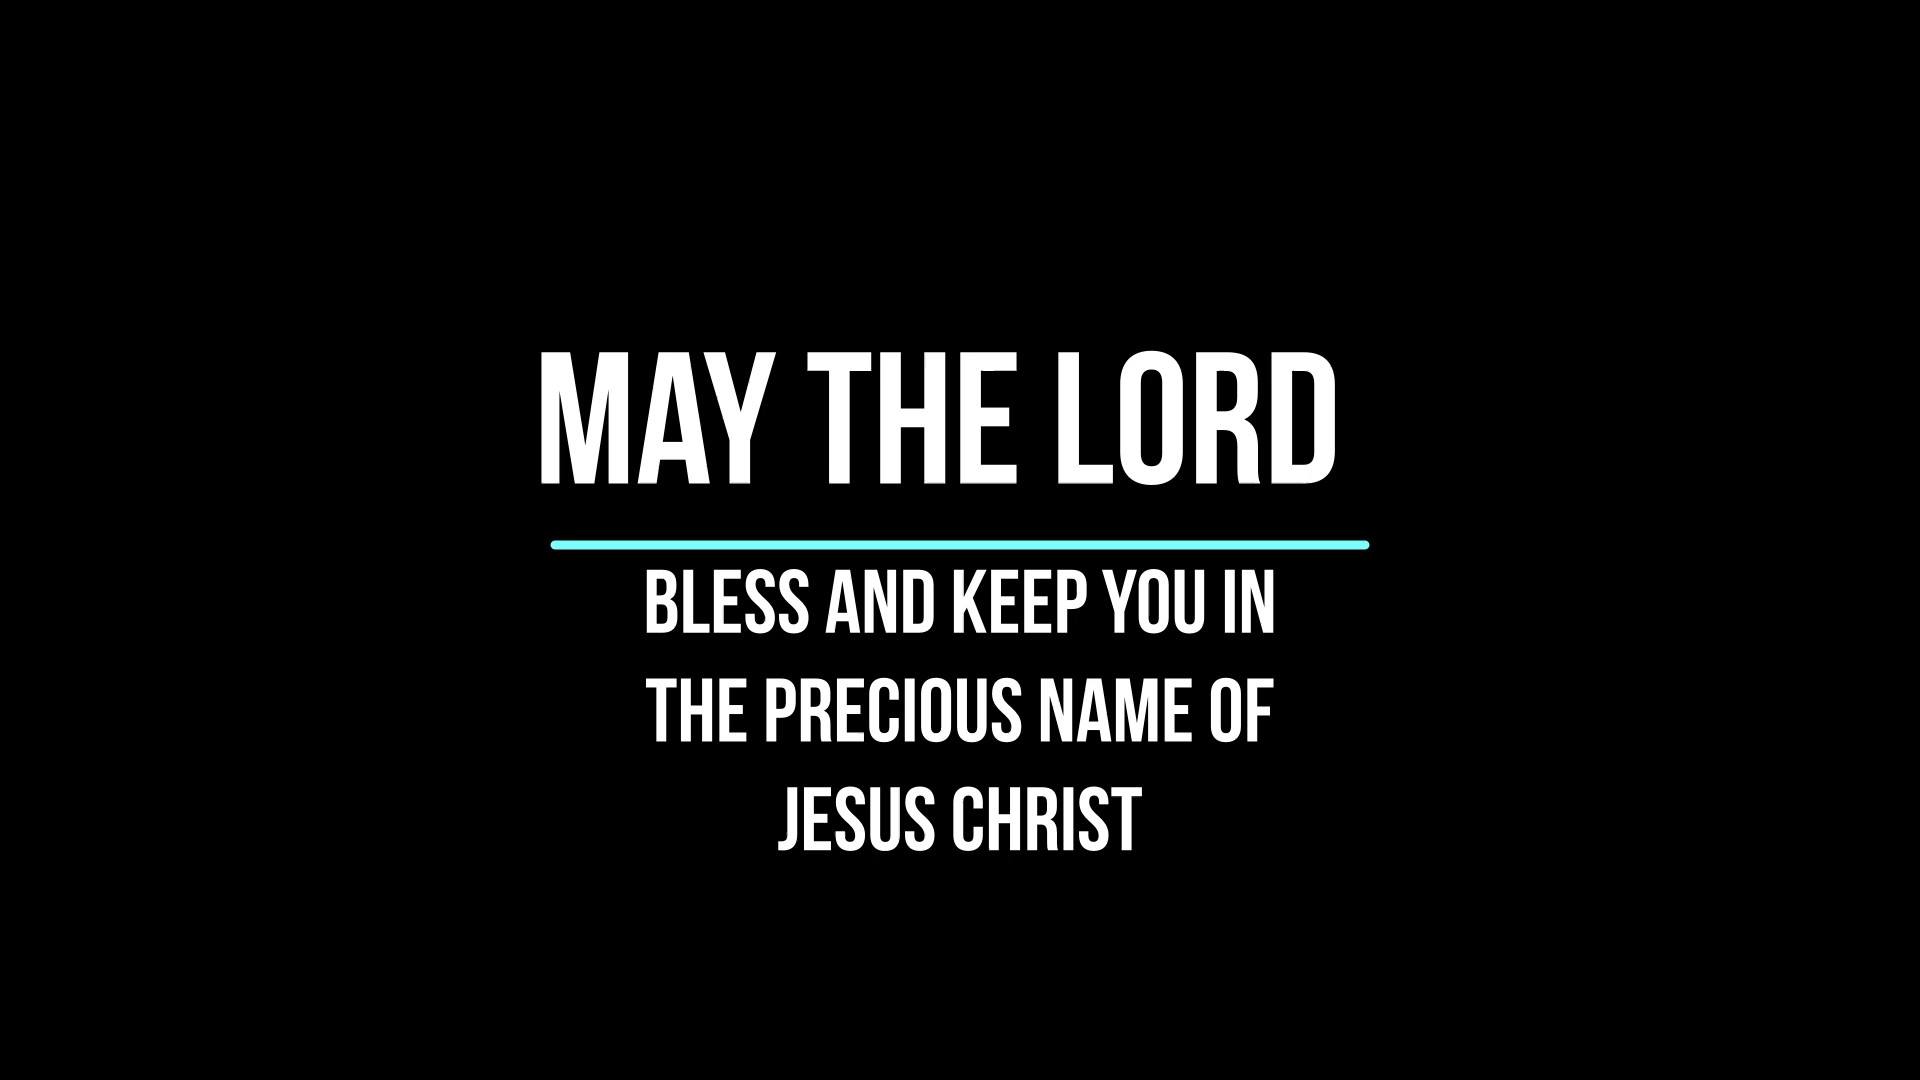 MAY THE LORD
BLESS AND KEEP YOU IN
THE PRECIOUS NAME OF
JESUS CHRIST